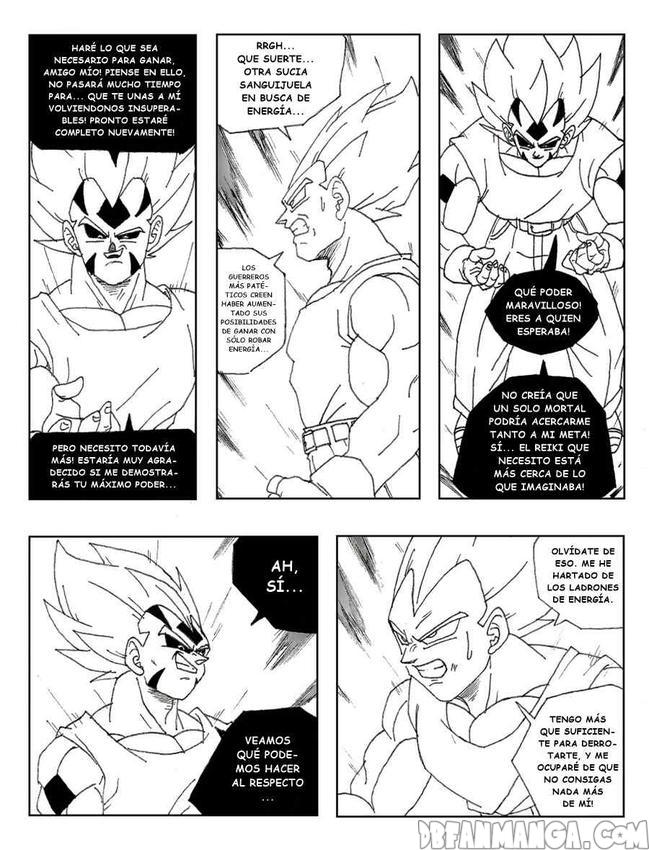 HARÉ LO QUE SEA
NECESARIO PARA GANAR,
AMIGO MÍO! PIENSE EN ELLO,
NO PASARÁ MUCHO TIEMPO
PARA... QUE TE UNAS A MÍ
VOLVIENDONOS INSUPERA-
BLES! PRONTO ESTARÉ
COMPLETO NUEVAMENTE!
PERO NECESITO TODAVÍA
MÁS! ESTARÍA MUY AGRA-
DECIDO SI ME DEMOSTRA-
RÁS TU MÁXIMO PODER...
RRGH...
QUE SUERTE...
OTRA SUCIA
SANGUIJUELA
EN BUSCA DE
ENERGÍA...
LOS
GUERREROS
MÁS PATÉ-
TICOS CREEN
HABER AUMEN-
TADO SUS
POSIBILIDADES
DE GANAR CON
SÓLO ROBAR
ENERGÍA...
QUÉ PODER
MARAVILLOSO!
ERES A QUIEN
ESPERABA!
NO CREÍA QUE
UN SOLO MORTAL
PODRÍA ACERCARME
TANTO A MI META!
SÍ... EL REIKI QUE
NECESITO ESTÁ
MÁS CERCA DE LO
QUE IMAGINABA!
AH,
SÍ...
VEAMOS
QUÉ PODE-
MOS HACER
AL RESPECTO
...
OLVÍDATE DE
ESO. ME HE
HARTADO DE
LOS LADRONES
DE ENERGÍA.
TENGO MÁS
QUE SUFICIEN-
TE PARA DERRO-
TARTE, Y ME
OCUPARÉ DE QUE
NO CONSIGAS
NADA MÁS
DE MÍ!
DBFANMANGA.COM